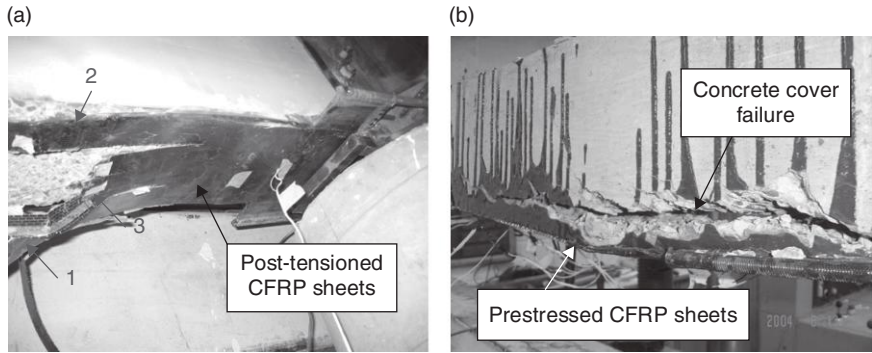 (a)
2
3
1
Post-tensioned
CFRP sheets
(b)
Concrete cover
failure
Prestressed CFRP sheets
2004